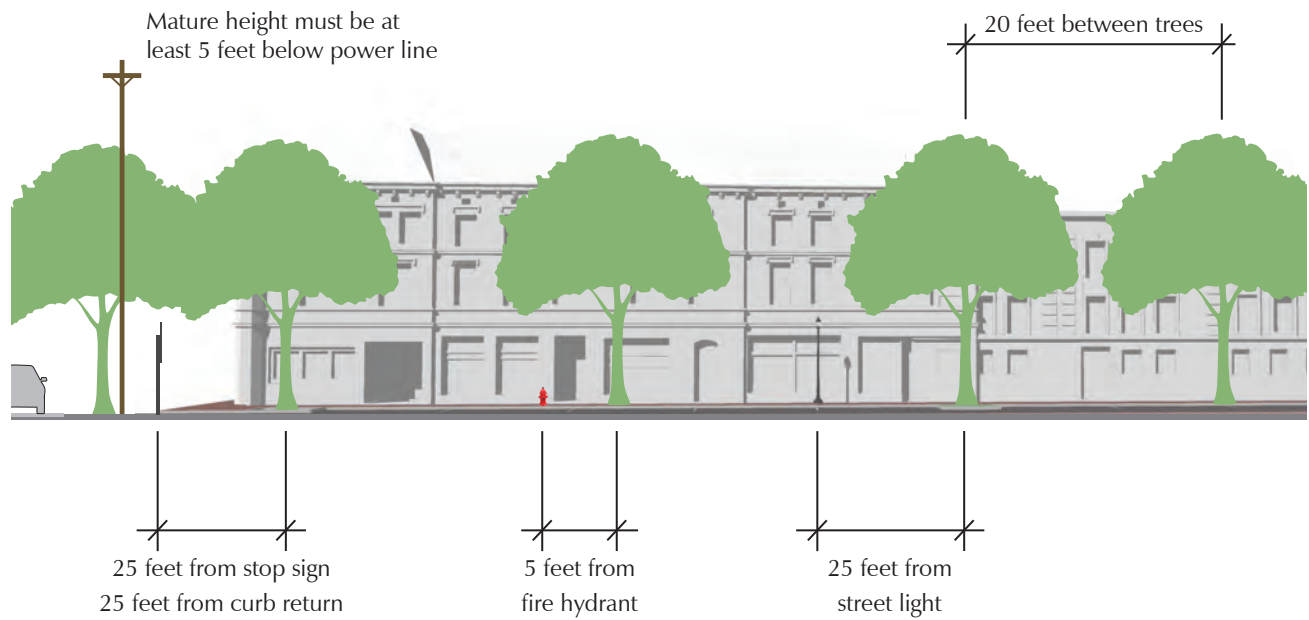 Mature height must be at
least 5 feet below power line
20 feet between trees
25 feet from stop sign
25 feet from curb return
5 feet from
fire hydrant
25 feet from
street light